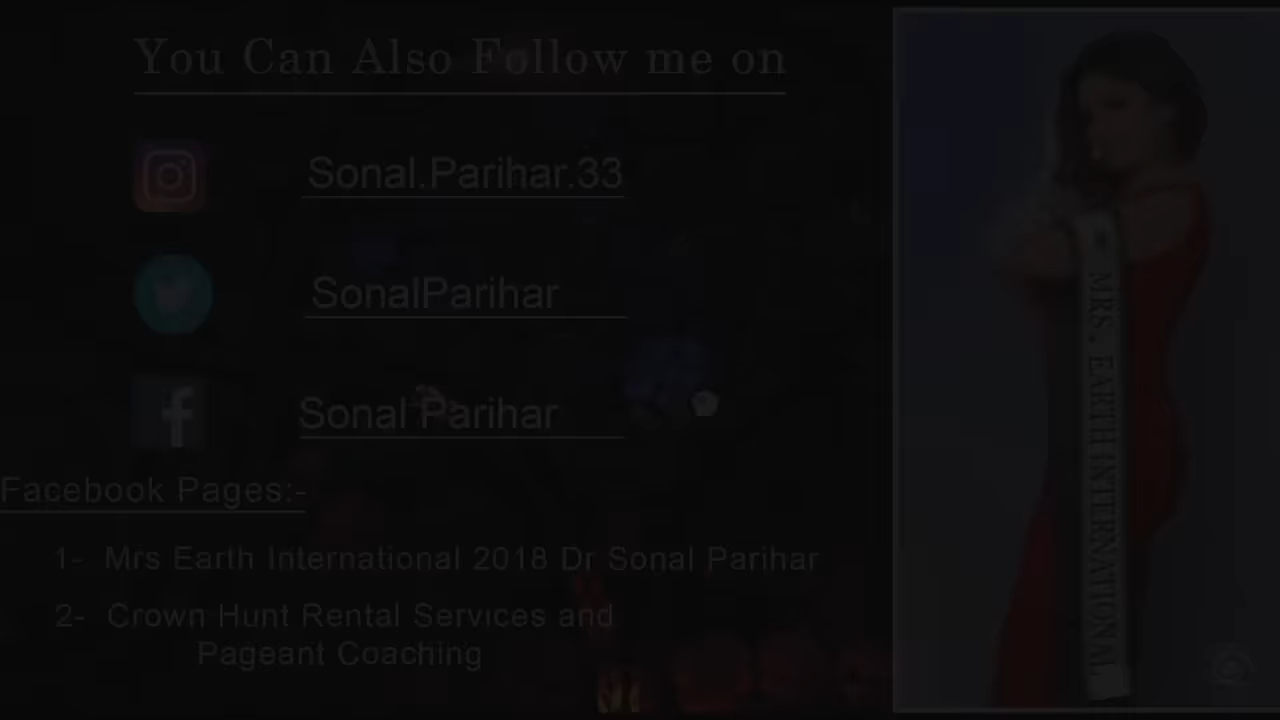 You Can Also Follow me on
Sonal.Parihar.33
SonalParihar
Sonal Parihar
Facebook Pages:-
1- Mrs Earth International 2018 Dr Sonal Parihar
2- Crown Hunt Rental Services and
Pageant Coaching
MRS. EARTH INTERNATIONAL